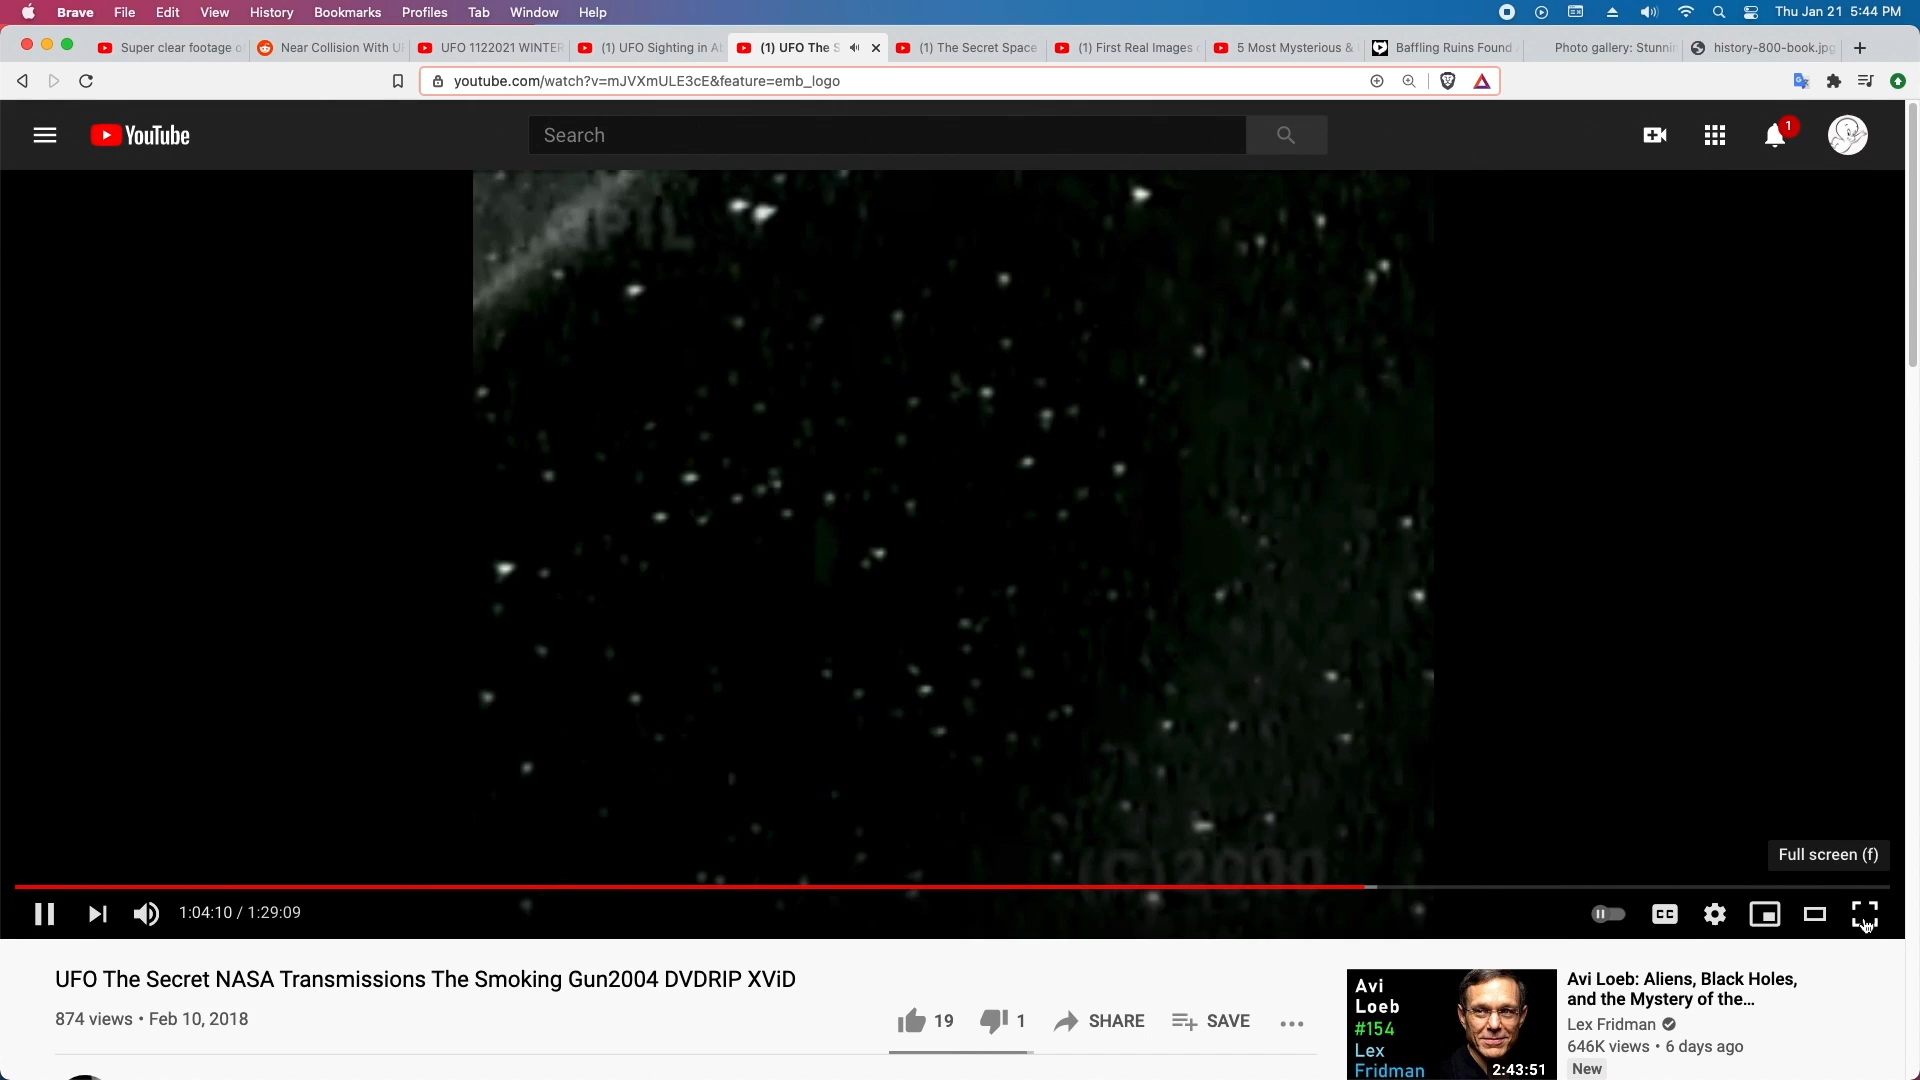 Brave File Edit View History Bookmarks Profiles Tab Window Help Thu Jan 21 5:44 PM
Super clear footage o Near Collision With U UFO 1122021 WINTER (1) UFO Sighting in A (1) UFO The S (1) The Secret Space (1) First Real Images 5 Most Mysterious & Baffling Ruins Found Photo gallery: Stunnin history-800-book.jpg
youtube.com/watch?v=mJVXmULE3cE&feature=emb_logo
YouTube Search 1
(C)2000
Full screen (f)
1:04:10 / 1:29:09 CC
UFO The Secret NASA Transmissions The Smoking Gun2004 DVDRIP XViD
874 views • Feb 10, 2018
19 1 SHARE SAVE
Avi
Loeb
#154
Lex
Fridman
2:43:51
Avi Loeb: Aliens, Black Holes,
and the Mystery of the...
Lex Fridman
646K views • 6 days ago
New